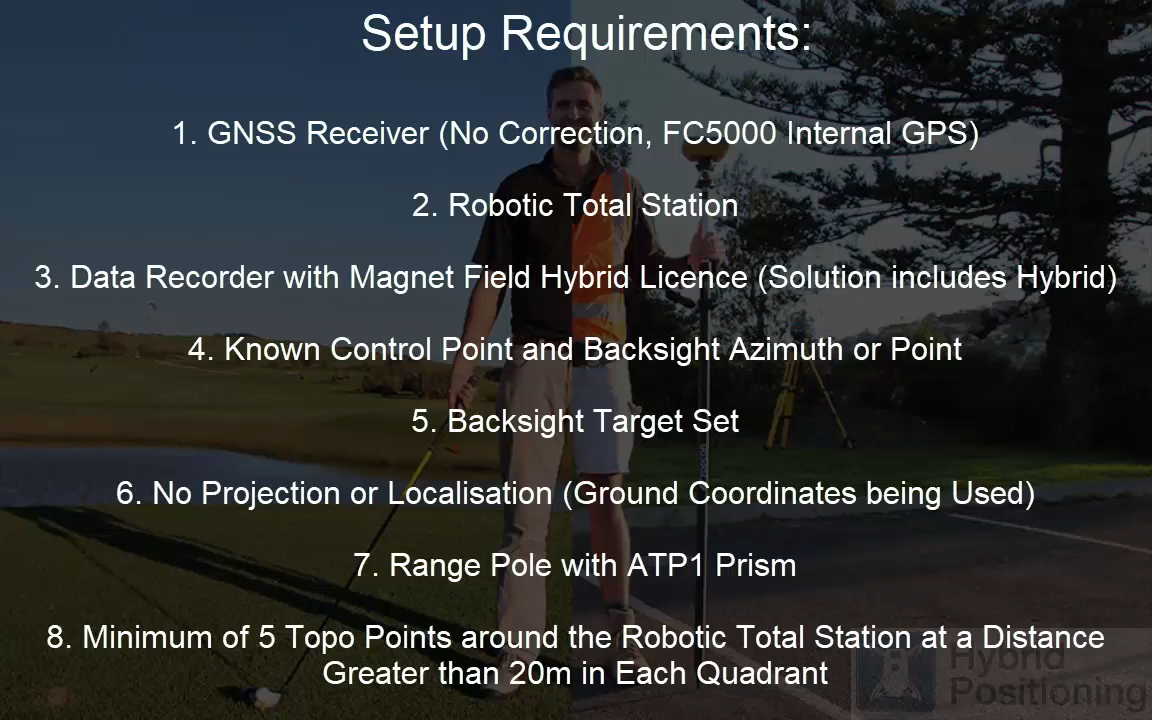 Setup Requirements:
1. GNSS Receiver (No Correction, FC5000 Internal GPS)
2. Robotic Total Station
3. Data Recorder with Magnet Field Hybrid Licence (Solution includes Hybrid)
4. Known Control Point and Backsight Azimuth or Point
5. Backsight Target Set
6. No Projection or Localisation (Ground Coordinates being Used)
7. Range Pole with ATP1 Prism
8. Minimum of 5 Topo Points around the Robotic Total Station at a Distance
Greater than 20m in Each Quadrant
Hybrid
Positioning